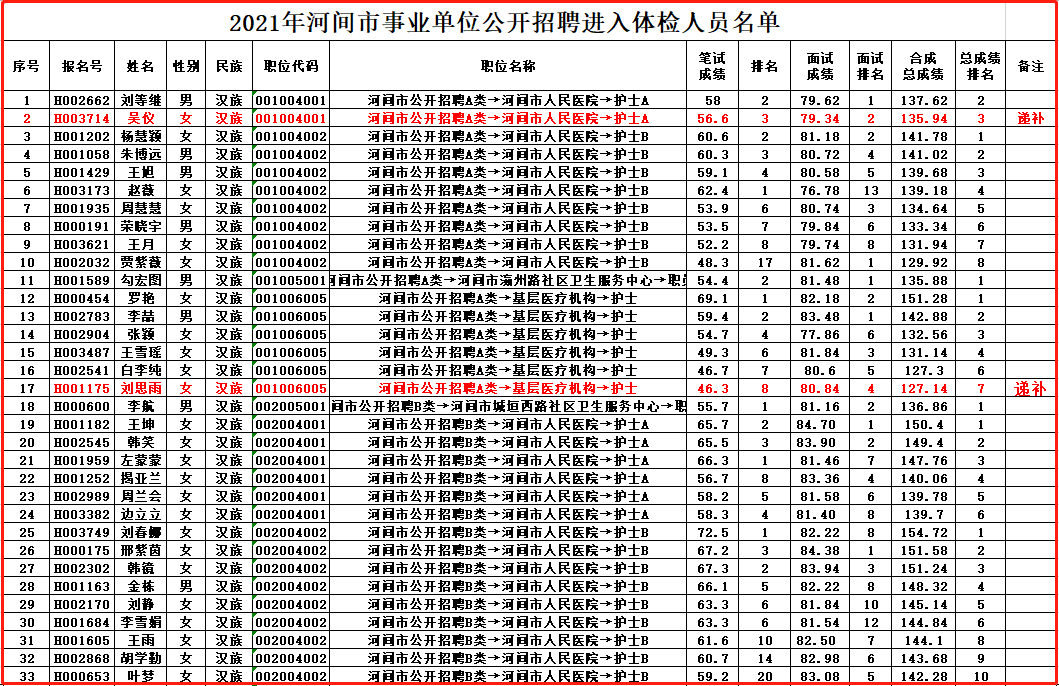 2021年河间市事业单位公开招聘进入体检人员名单
序号 报名号 姓名 性别 民族 职位代码 职位名称 笔试成绩 排名 面试成绩 面试排名 合成总成绩 总成绩排名 备注
1 H002662 刘等维 男 汉族 001004001 河间市公开招聘A类→河间市人民医院→护士A 58 2 79.62 1 137.62 2
2 H003714 吴仪 女 汉族 001004001 河间市公开招聘A类→河间市人民医院→护士A 56.6 3 79.34 2 135.94 3 递补
3 H001202 杨慧颖 女 汉族 001004002 河间市公开招聘A类→河间市人民医院→护士B 60.6 2 81.18 2 141.78 1
4 H001058 朱博远 男 汉族 001004002 河间市公开招聘A类→河间市人民医院→护士B 60.3 3 80.72 4 141.02 2
5 H001429 王旭 男 汉族 001004002 河间市公开招聘A类→河间市人民医院→护士B 59.1 4 80.58 5 139.68 3
6 H003173 赵薇 女 汉族 001004002 河间市公开招聘A类→河间市人民医院→护士B 62.4 1 76.78 13 139.18 4
7 H001935 周慧慧 女 汉族 001004002 河间市公开招聘A类→河间市人民医院→护士B 53.9 6 80.74 3 134.64 5
8 H000191 荣晓宇 男 汉族 001004002 河间市公开招聘A类→河间市人民医院→护士B 53.5 7 79.84 6 133.34 6
9 H003621 王月 女 汉族 001004002 河间市公开招聘A类→河间市人民医院→护士B 52.2 8 79.74 8 131.94 7
10 H002032 贾紫薇 女 汉族 001004002 河间市公开招聘A类→河间市人民医院→护士B 48.3 17 81.62 1 129.92 8
11 H001589 勾宏图 男 汉族 001005001 河间市公开招聘A类→河间市瀛州路社区卫生服务中心→职员 54.4 2 81.48 1 135.88 1
12 H000454 罗艳 女 汉族 001006005 河间市公开招聘A类→基层医疗机构→护士 69.1 1 82.18 2 151.28 1
13 H002783 李喆 男 汉族 001006005 河间市公开招聘A类→基层医疗机构→护士 59.4 2 83.48 1 142.88 2
14 H002904 张颖 女 汉族 001006005 河间市公开招聘A类→基层医疗机构→护士 54.7 4 77.86 6 132.56 3
15 H003487 王雪瑶 女 汉族 001006005 河间市公开招聘A类→基层医疗机构→护士 49.3 6 81.84 3 131.14 4
16 H002541 白李纯 女 汉族 001006005 河间市公开招聘A类→基层医疗机构→护士 46.7 7 80.6 5 127.3 6
17 H001175 刘思雨 女 汉族 001006005 河间市公开招聘A类→基层医疗机构→护士 46.3 8 80.84 4 127.14 7 递补
18 H000600 李航 男 汉族 002005001 间市公开招聘B类→河间市城垣西路社区卫生服务中心→职 55.7 1 81.16 2 136.86 1
19 H001182 王坤 女 汉族 002004001 河间市公开招聘B类→河间市人民医院→护士A 65.7 2 84.70 1 150.4 1
20 H002545 韩笑 女 汉族 002004001 河间市公开招聘B类→河间市人民医院→护士A 65.5 3 83.90 2 149.4 2
21 H001959 左蒙蒙 女 汉族 002004001 河间市公开招聘B类→河间市人民医院→护士A 66.3 1 81.46 7 147.76 3
22 H001252 揭亚兰 女 汉族 002004001 河间市公开招聘B类→河间市人民医院→护士A 56.7 8 83.36 4 140.06 4
23 H002989 周兰会 女 汉族 002004001 河间市公开招聘B类→河间市人民医院→护士A 58.2 5 81.58 6 139.78 5
24 H003382 边立立 女 汉族 002004001 河间市公开招聘B类→河间市人民医院→护士A 58.3 4 81.40 8 139.7 6
25 H003749 刘春娜 女 汉族 002004002 河间市公开招聘B类→河间市人民医院→护士B 72.5 1 82.22 8 154.72 1
26 H000175 邢紫茵 女 汉族 002004002 河间市公开招聘B类→河间市人民医院→护士B 67.2 3 84.38 1 151.58 2
27 H002302 韩镜 女 汉族 002004002 河间市公开招聘B类→河间市人民医院→护士B 67.3 2 83.94 3 151.24 3
28 H001163 金栋 男 汉族 002004002 河间市公开招聘B类→河间市人民医院→护士B 66.1 5 82.22 8 148.32 4
29 H002170 刘静 女 汉族 002004002 河间市公开招聘B类→河间市人民医院→护士B 63.3 6 81.84 10 145.14 5
30 H001684 李雪娟 女 汉族 002004002 河间市公开招聘B类→河间市人民医院→护士B 63.3 6 81.54 12 144.84 6
31 H001605 王雨 女 汉族 002004002 河间市公开招聘B类→河间市人民医院→护士B 61.6 10 82.50 7 144.1 8
32 H002868 胡学勤 女 汉族 002004002 河间市公开招聘B类→河间市人民医院→护士B 60.7 14 82.98 6 143.68 9
33 H000653 叶梦 女 汉族 002004002 河间市公开招聘B类→河间市人民医院→护士B 59.2 20 83.08 5 142.28 10